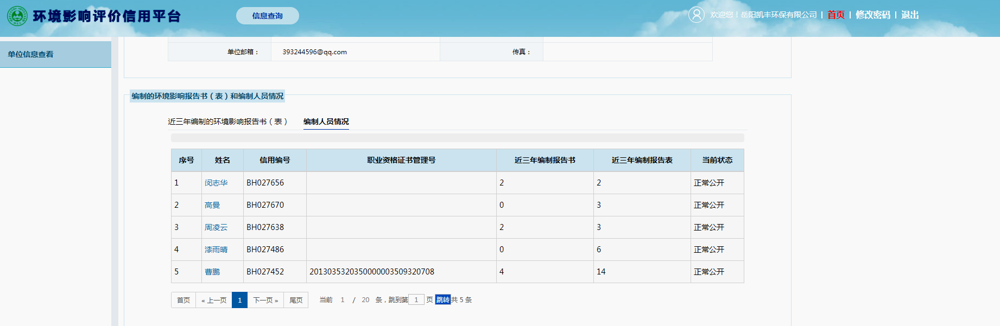 环境影响评价信用平台
信息查询
欢迎您！岳阳凯丰环保有限公司 | 首页 | 修改密码 | 退出
单位信息查看
单位邮箱： 393244596@qq.com 传真：
编制的环境影响报告书（表）和编制人员情况
近三年编制的环境影响报告书（表） 编制人员情况
序号 姓名 信用编号 职业资格证书管理号 近三年编制报告书 近三年编制报告表 当前状态
1 闵志华 BH027656 2 2 正常公开
2 高曼 BH027670 0 3 正常公开
3 周凌云 BH027638 2 3 正常公开
4 漆雨晴 BH027486 0 6 正常公开
5 曹鹏 BH027452 2013035320350000003509320708 4 14 正常公开
首页 « 上一页 1 下一页 » 尾页 当前 1 / 20 条，跳到第 1 页 跳转 共 5 条